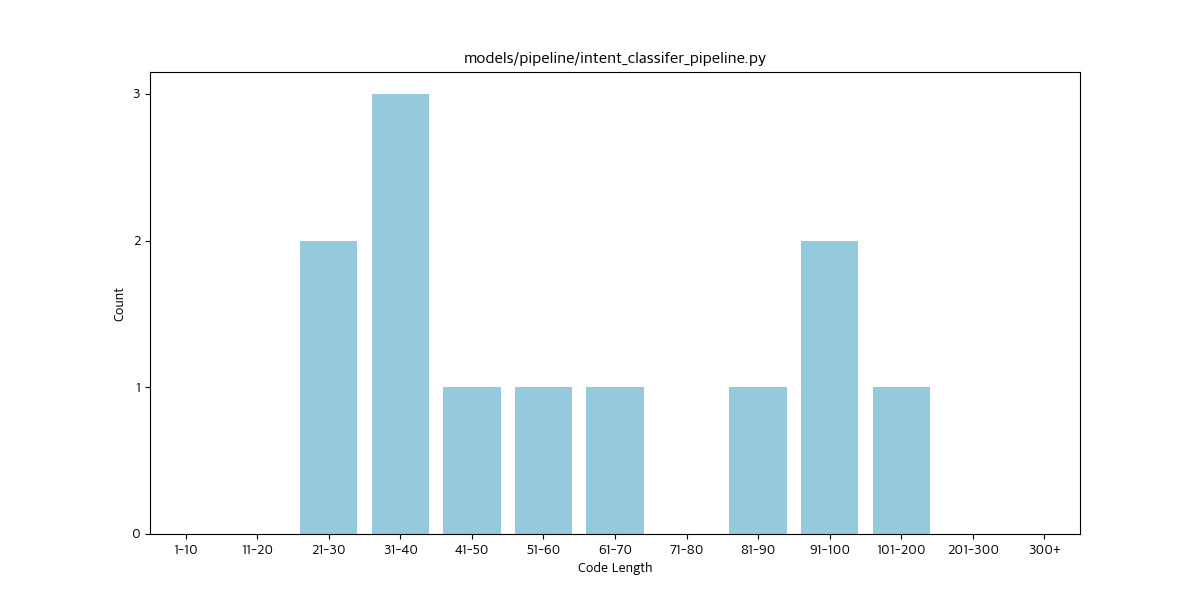 models/pipeline/intent_classifer_pipeline.py
3
2
1
0
Count
1-10 11-20 21-30 31-40 41-50 51-60 61-70 71-80 81-90 91-100 101-200 201-300 300+
Code Length